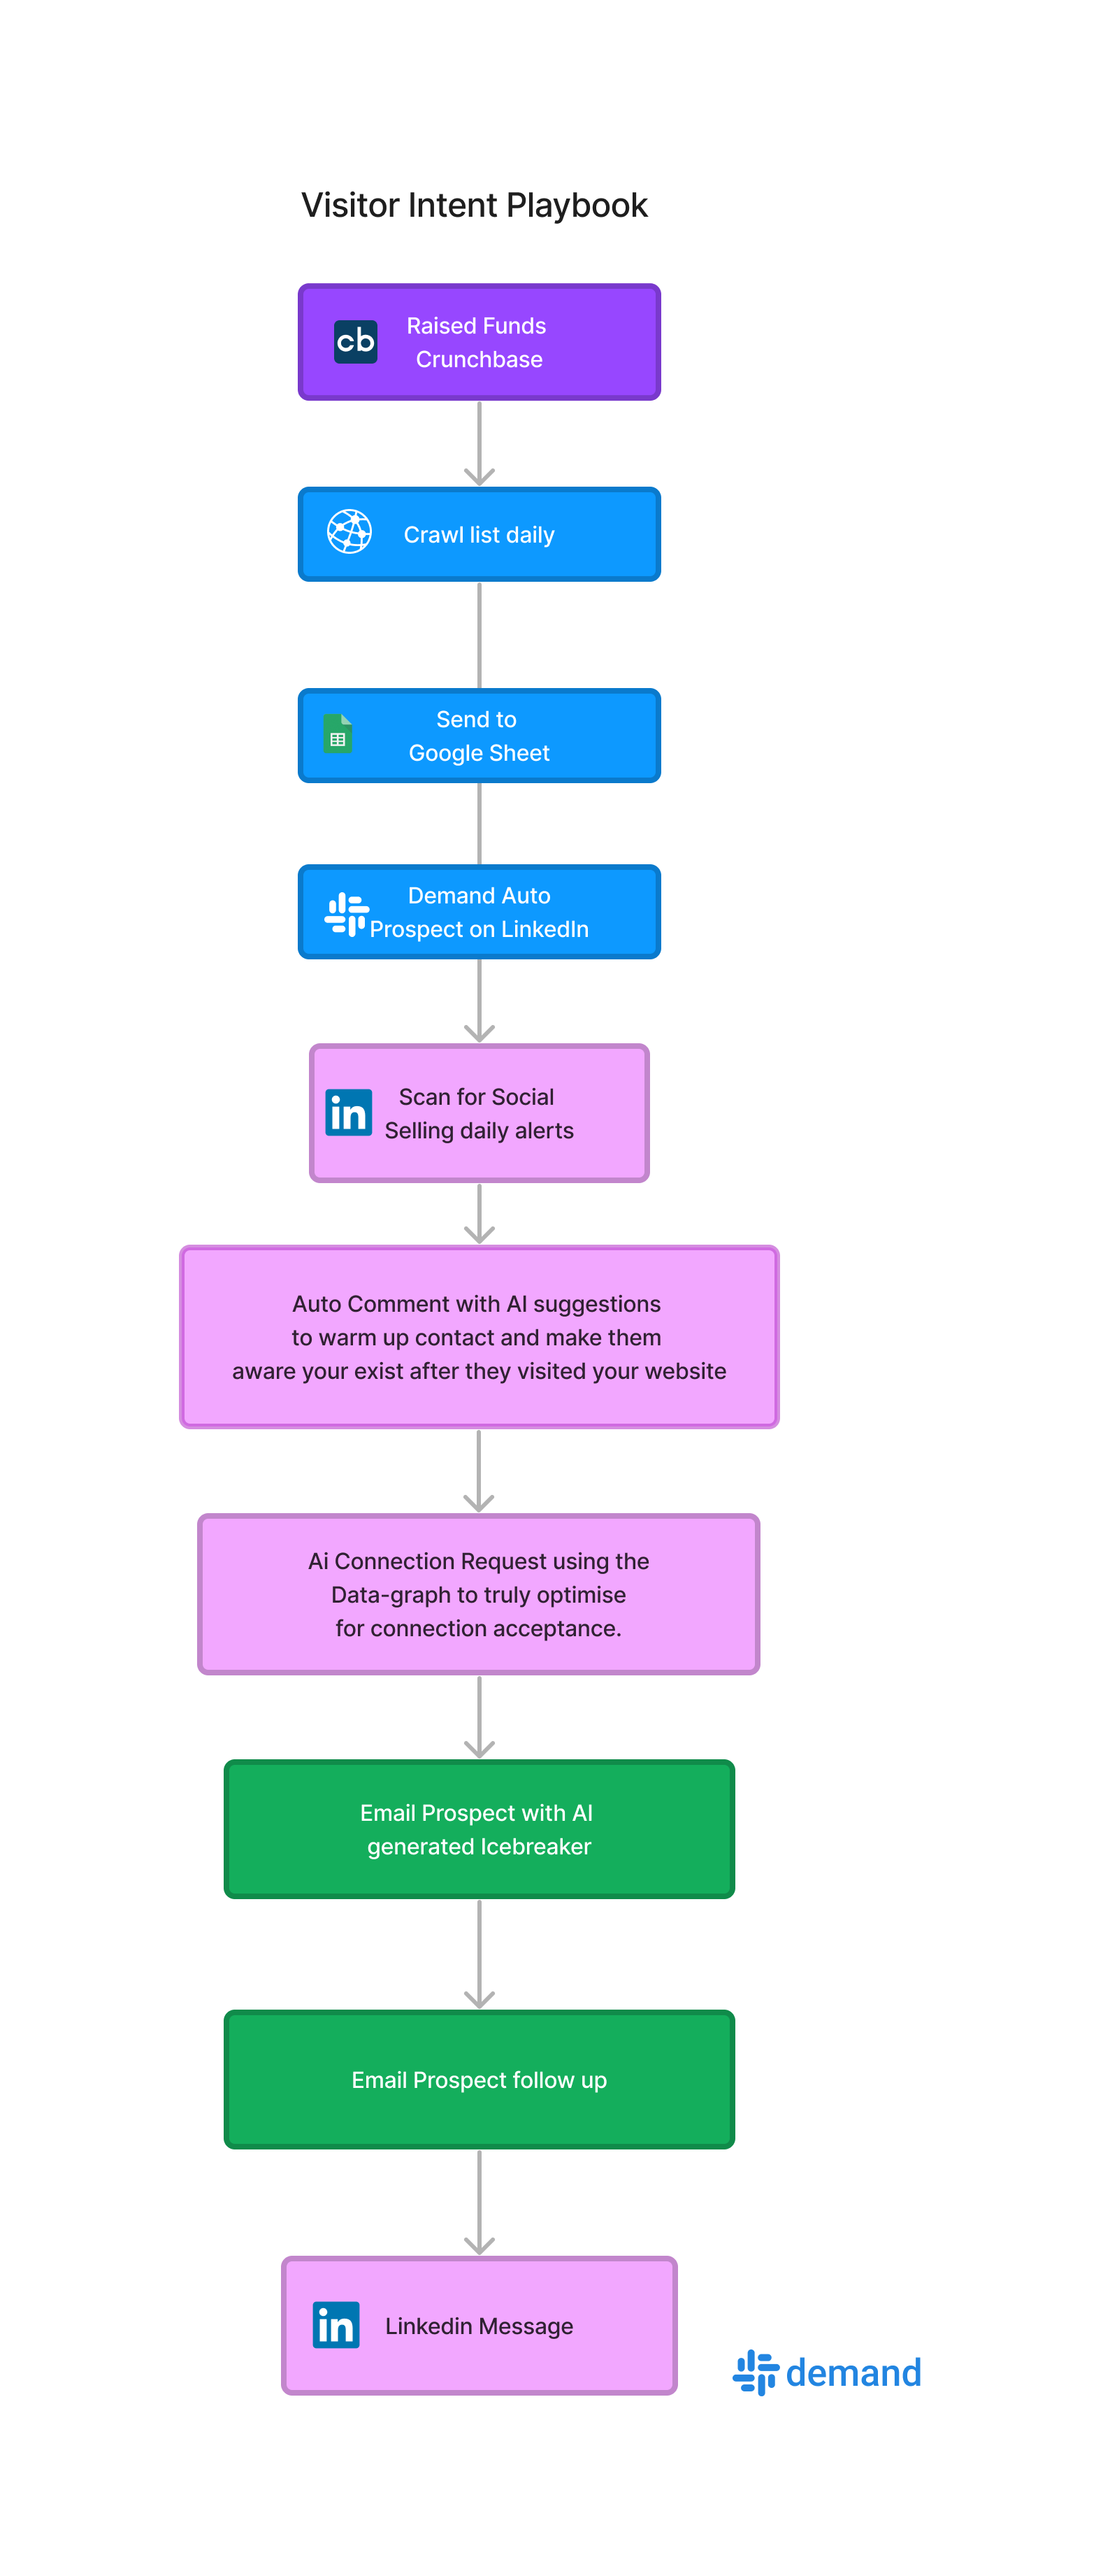 Visitor Intent Playbook
cb
Raised Funds
Crunchbase
Crawl list daily
Send to
Google Sheet
Demand Auto
Prospect on LinkedIn
in
Scan for Social
Selling daily alerts
Auto Comment with AI suggestions
to warm up contact and make them
aware your exist after they visited your website
Ai Connection Request using the
Data-graph to truly optimise
for connection acceptance.
Email Prospect with AI
generated Icebreaker
Email Prospect follow up
in
Linkedin Message
demand